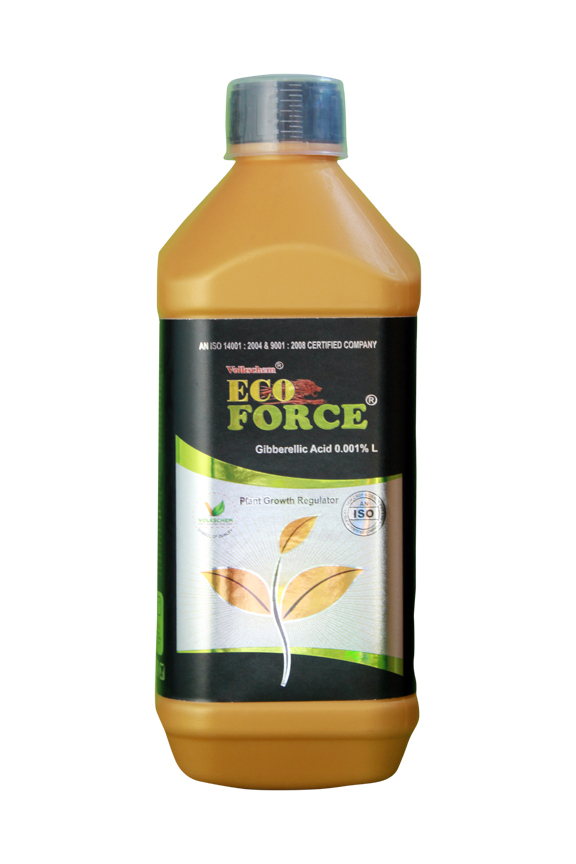 AN ISO 14001 : 2004 & 9001 : 2008 CERTIFIED COMPANY
Volkschem®
ECO
FORCE®
Gibberellic Acid 0.001% L
Plant Growth Regulator
VOLKSCHEM
ISO